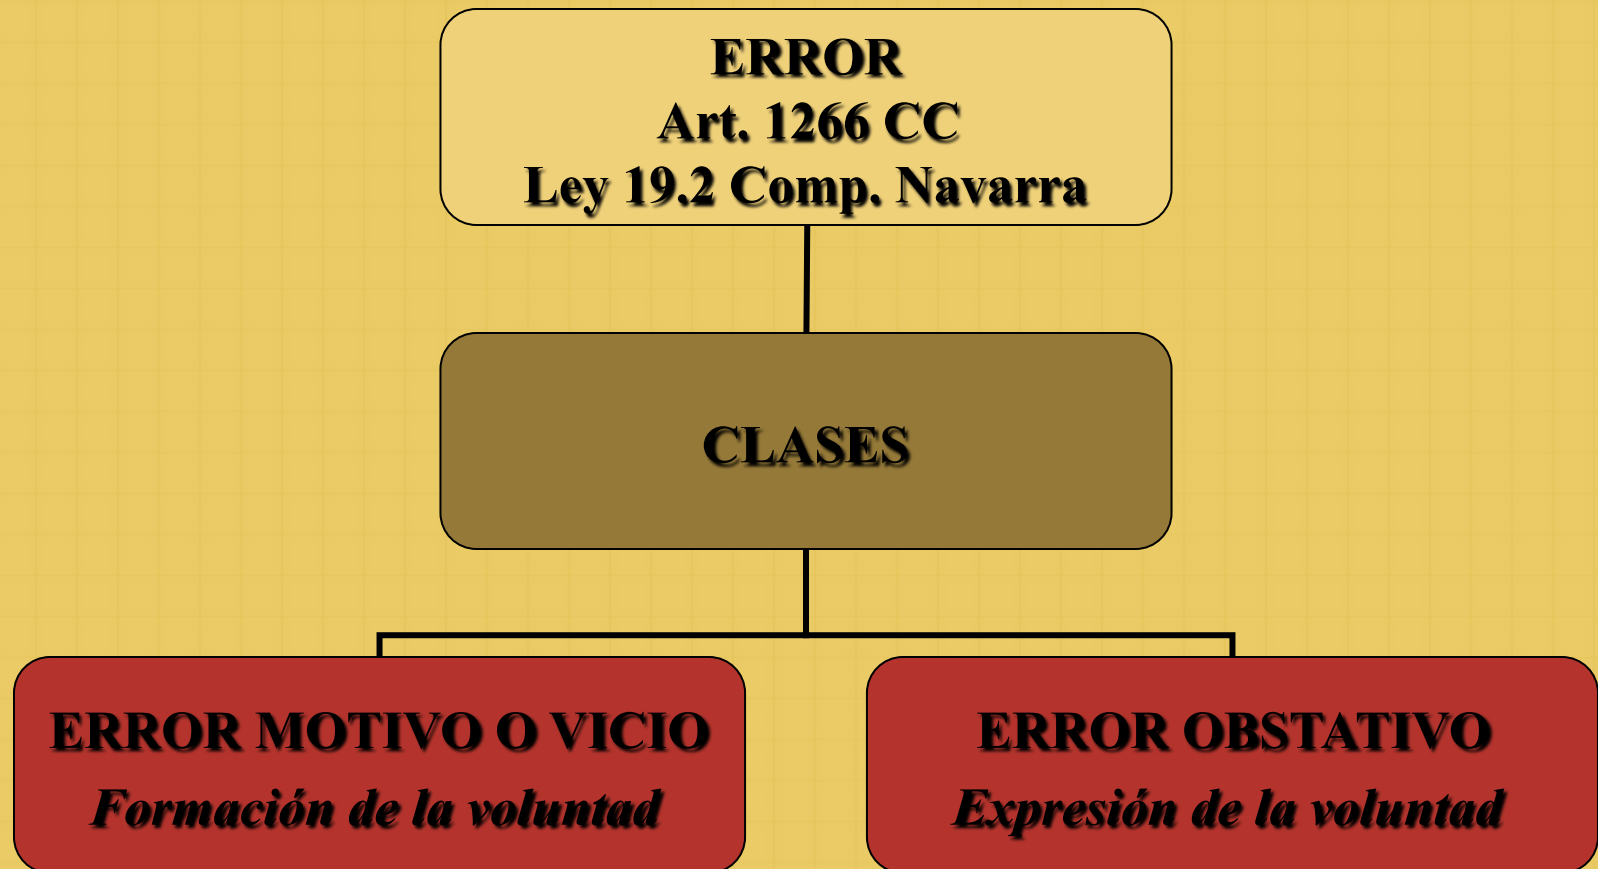 ERROR
Art. 1266 CC
Ley 19.2 Comp. Navarra
CLASES
ERROR MOTIVO O VICIO
Formación de la voluntad
ERROR OBSTATIVO
Expresión de la voluntad